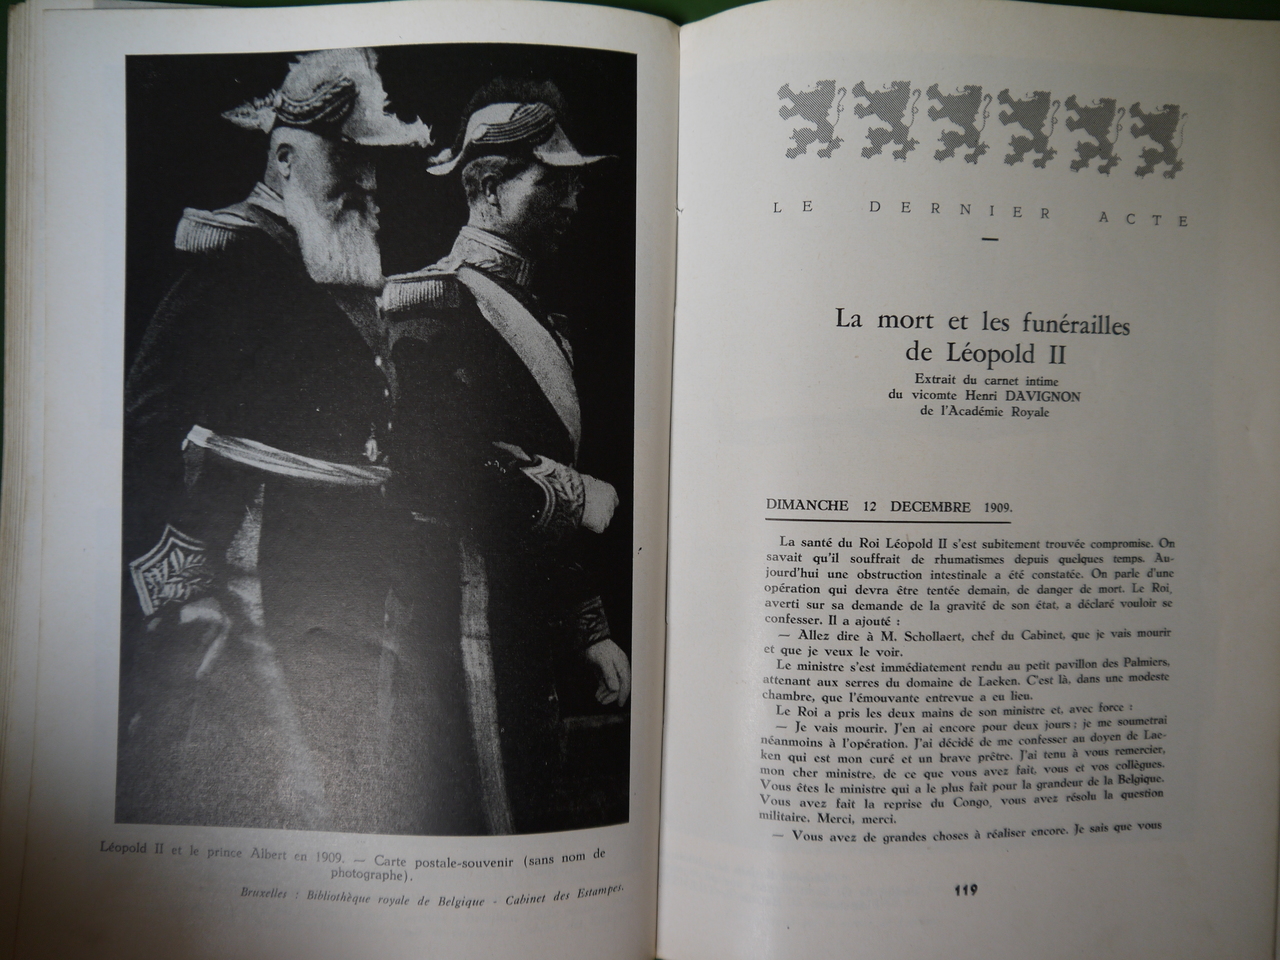 Léopold II et le prince Albert en 1909. — Carte postale-souvenir (sans nom de
photographe).
Bruxelles : Bibliothèque royale de Belgique - Cabinet des Estampes.
LE DERNIER ACTE
La mort et les funérailles
de Léopold II
Extrait du carnet intime
du vicomte Henri DAVIGNON
de l'Académie Royale
DIMANCHE 12 DECEMBRE 1909.
La santé du Roi Léopold II s'est subitement trouvée compromise. On
savait qu'il souffrait de rhumatismes depuis quelques temps. Au-
jourd'hui une obstruction intestinale a été constatée. On parle d'une
opération qui devra être tentée demain, de danger de mort. Le Roi,
averti sur sa demande de la gravité de son état, a déclaré vouloir se
confesser. Il a ajouté :
— Allez dire à M. Schollaert, chef du Cabinet, que je vais mourir
et que je veux le voir.
Le ministre s'est immédiatement rendu au petit pavillon des Palmiers,
attenant aux serres du domaine de Laeken. C'est là, dans une modeste
chambre, que l'émouvante entrevue a eu lieu.
Le Roi a pris les deux mains de son ministre et, avec force :
— Je vais mourir. J'en ai encore pour deux jours ; je me soumetrai
néanmoins à l'opération. J'ai décidé de me confesser au doyen de Lae-
ken qui est mon curé et un brave prêtre. J'ai tenu à vous remercier,
mon cher ministre, de ce que vous avez fait, vous et vos collègues.
Vous êtes le ministre qui a le plus fait pour la grandeur de la Belgique.
Vous avez fait la reprise du Congo, vous avez résolu la question
militaire. Merci, merci.
— Vous avez de grandes choses à réaliser encore. Je sais que vous
119